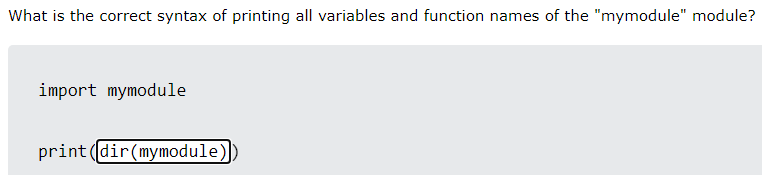 What is the correct syntax of printing all variables and function names of the "mymodule" module?
import mymodule
print(dir(mymodule))